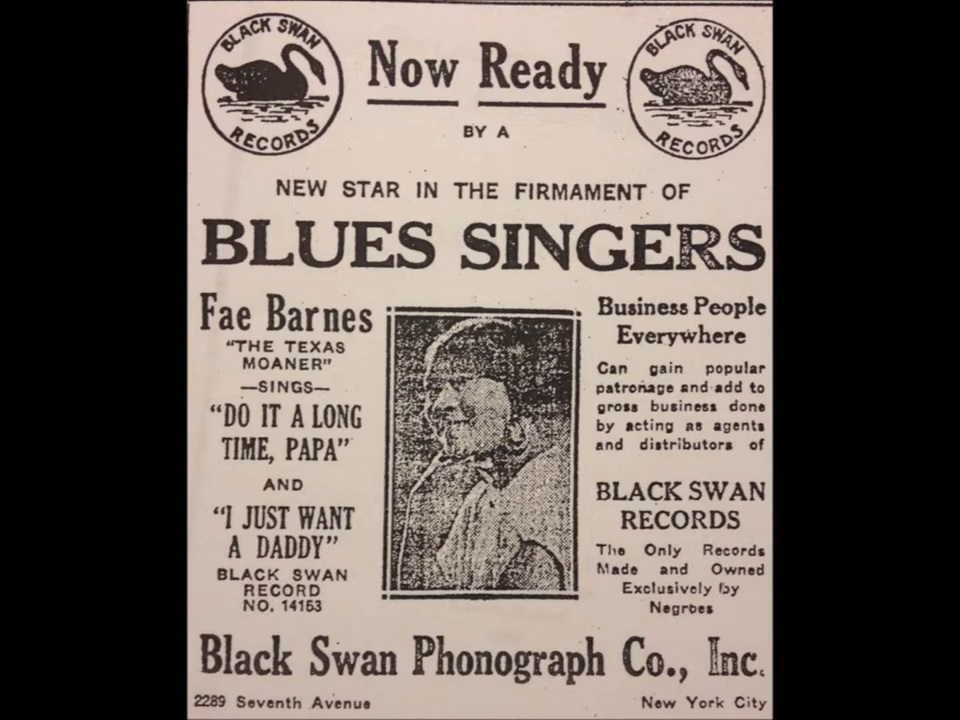 BLACK SWAN
RECORDS
Now Ready
BLACK SWAN
RECORDS
BY A
NEW STAR IN THE FIRMAMENT OF
BLUES SINGERS
Fae Barnes
"THE TEXAS
MOANER"
—SINGS—
"DO IT A LONG
TIME, PAPA"
AND
"I JUST WANT
A DADDY"
BLACK SWAN
RECORD
NO. 14153
Business People
Everywhere
Can gain popular
patronage and add to
gross business done
by acting as agents
and distributors of
BLACK SWAN
RECORDS
The Only Records
Made and Owned
Exclusively by
Negroes
Black Swan Phonograph Co., Inc.
2289 Seventh Avenue
New York City